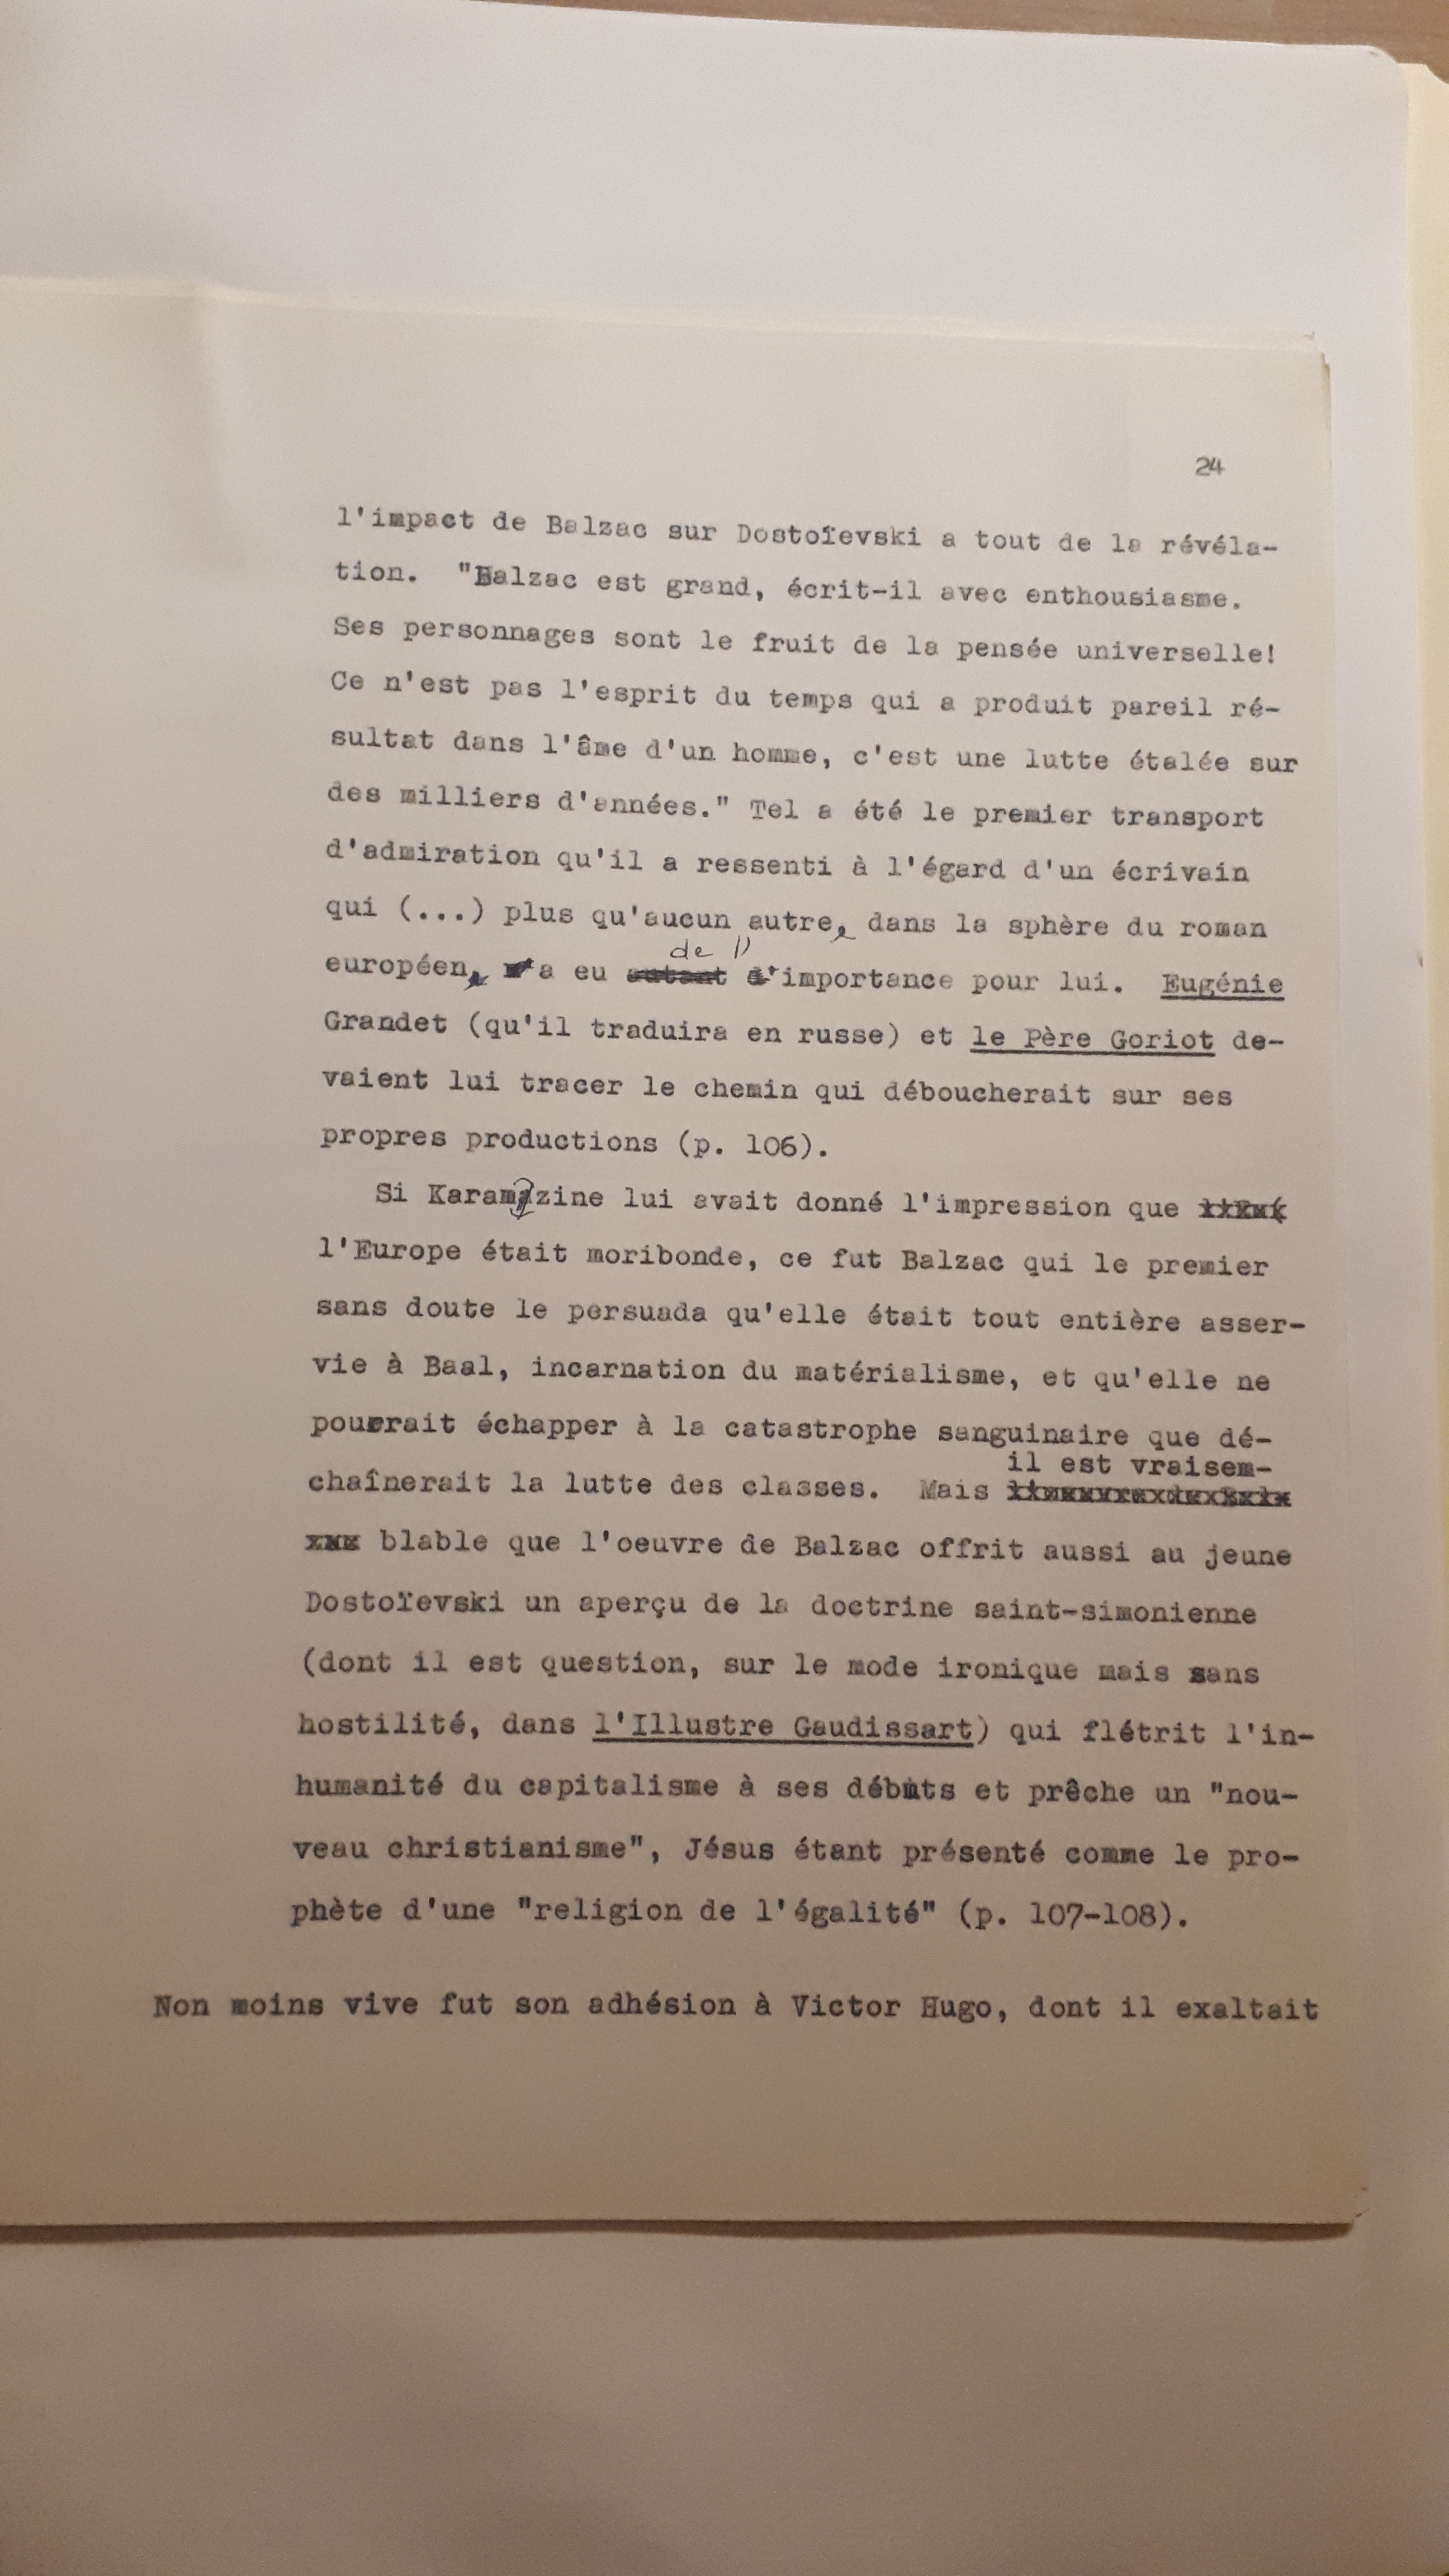 24
l'impact de Balzac sur Dostoïevski a tout de la révéla-
tion. "Balzac est grand, écrit-il avec enthousiasme.
Ses personnages sont le fruit de la pensée universelle!
Ce n'est pas l'esprit du temps qui a produit pareil ré-
sultat dans l'âme d'un homme, c'est une lutte étalée sur
des milliers d'années." Tel a été le premier transport
d'admiration qu'il a ressenti à l'égard d'un écrivain
qui (...) plus qu'aucun autre, dans la sphère du roman
de l'
européen, a eu autant d'importance pour lui. Eugénie
Grandet (qu'il traduira en russe) et le Père Goriot de-
vaient lui tracer le chemin qui déboucherait sur ses
propres productions (p. 106).
Si Karamzine lui avait donné l'impression que
l'Europe était moribonde, ce fut Balzac qui le premier
sans doute le persuada qu'elle était tout entière asser-
vie à Baal, incarnation du matérialisme, et qu'elle ne
pourrait échapper à la catastrophe sanguinaire que dé-
il est vraisem-
chaînerait la lutte des classes. Mais
xxx blable que l'oeuvre de Balzac offrit aussi au jeune
Dostoïevski un aperçu de la doctrine saint-simonienne
(dont il est question, sur le mode ironique mais sans
hostilité, dans l'Illustre Gaudissart) qui flétrit l'in-
humanité du capitalisme à ses débuts et prêche un "nou-
veau christianisme", Jésus étant présenté comme le pro-
phète d'une "religion de l'égalité" (p. 107-108).
Non moins vive fut son adhésion à Victor Hugo, dont il exaltait